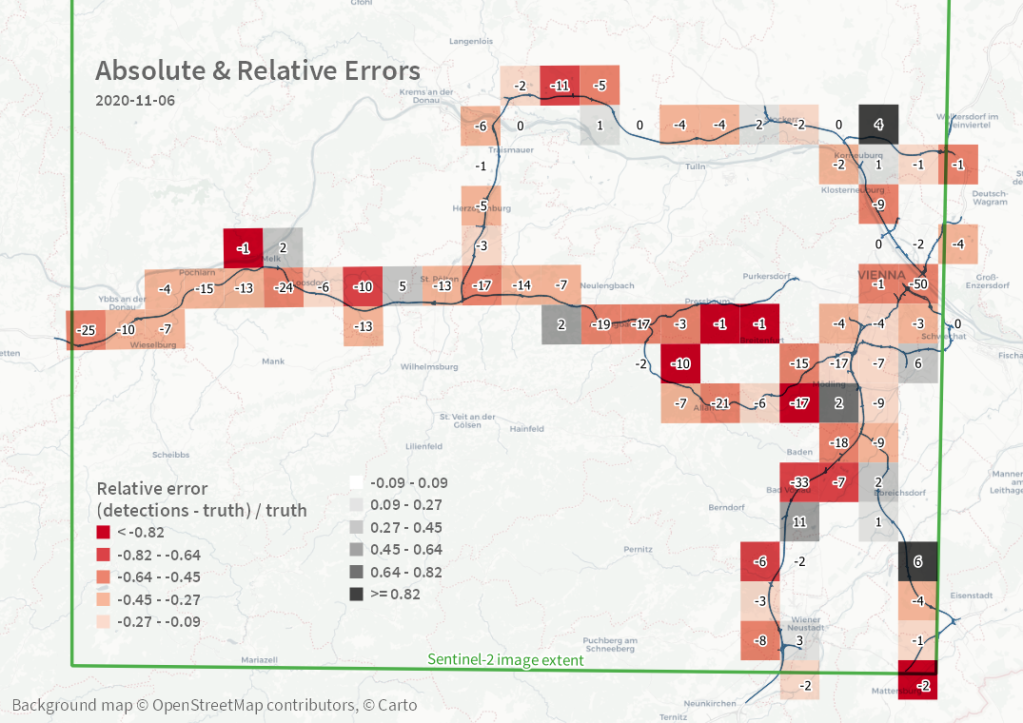 Gföhl
Langenlois
Absolute & Relative Errors
2020-11-06
Krems an der
Donau
-2 -11 -5
-6 0 1 0 -4 -4 2 -2 0 4
Wolkersdorf im
Weinviertel
Traismauer
-1
Tulln
-2 1 -1 -1
Korneuburg
Klosterneuburg
Deutsch-
Wagram
-5
Herzogenburg
-9
-1 2
-3
0 -2 -4
Melk
Pöchlarn
St. Pölten
Neulengbach
Purkersdorf
VIENNA
Groß-
Enzersdorf
-4 -15 -13 -24 -6 -10 5 -13 -17 -14 -7
-1 -50
Ybbs an der
Donau
Pressbaum
-25 -10 -7
-13
2 -19 -17 -3 -1 -1 -4 -4 -3 0
Wieselburg
Schwechat
Mank
Wilhelmsburg
-2 -10 -15 -17 -7 6
Mödling
-7 -21 -6 -17 2 -9
St. Veit an der
Gölsen
Hainfeld
Lilienfeld
Scheibbs
Baden
-18 -9
Relative error
(detections - truth) / truth
< -0.82
-0.82 - -0.64
-0.64 - -0.45
-0.45 - -0.27
-0.27 - -0.09
-0.09 - 0.09
0.09 - 0.27
0.27 - 0.45
0.45 - 0.64
0.64 - 0.82
>= 0.82
-33 -7 2
Ebreichsdorf
Berndorf
11 1
Pernitz
-6 -2 6
Eisenstadt
-3 -4
Wiener
Neustadt
Puchberg am
Schneeberg
-8 3 -1
Mariazell
Sentinel-2 image extent
-2 -2
Neunkirchen
Ternitz
Background map © OpenStreetMap contributors, © Carto